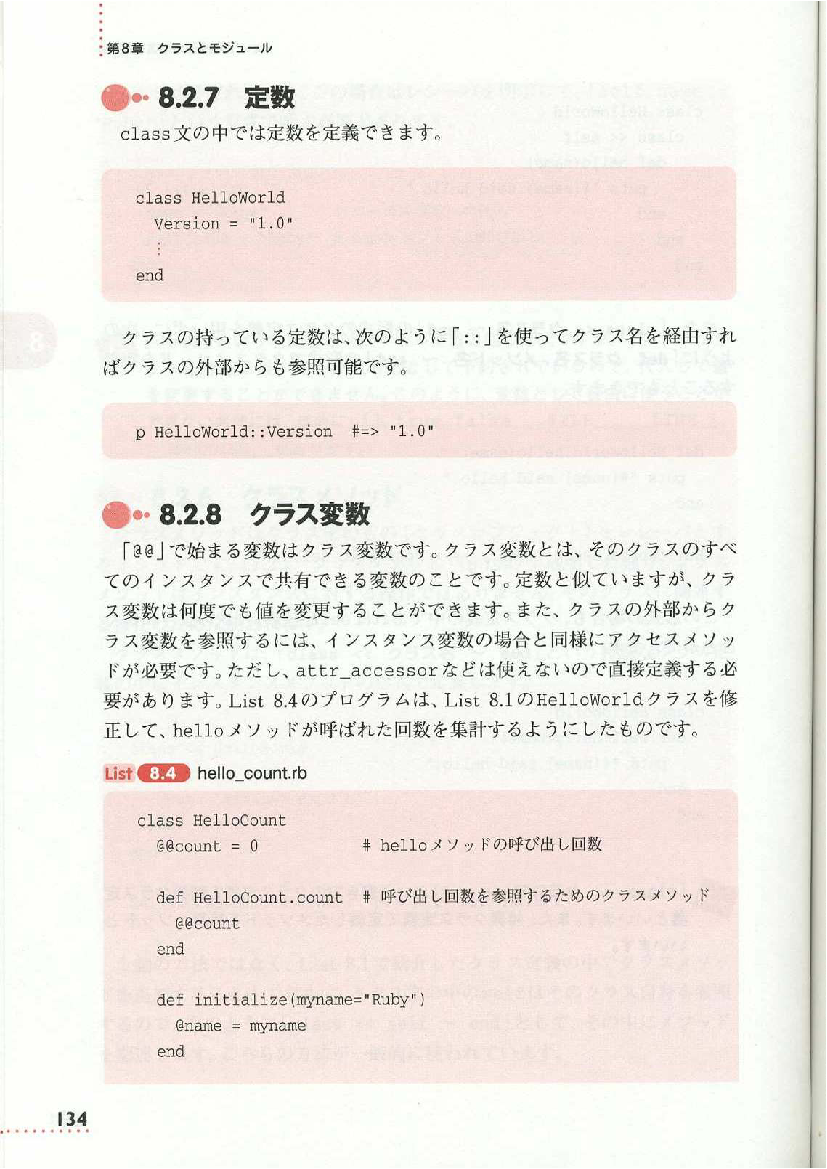 第8章 クラスとモジュール
8.2.7 定数
class文の中では定数を定義できます。
class HelloWorld
  Version = "1.0"
  ⋮
end
クラスの持っている定数は、次のように「::」を使ってクラス名を経由すれ
ばクラスの外部からも参照可能です。
p HelloWorld::Version  #=> "1.0"
8
8.2.8 クラス変数
「@@」で始まる変数はクラス変数です。クラス変数とは、そのクラスのすべ
てのインスタンスで共有できる変数のことです。定数と似ていますが、クラ
ス変数は何度でも値を変更することができます。また、クラスの外部からク
ラス変数を参照するには、インスタンス変数の場合と同様にアクセスメソッ
ドが必要です。ただし、attr_accessorなどは使えないので直接定義する必
要があります。List 8.4のプログラムは、List 8.1のHelloWorldクラスを修
正して、helloメソッドが呼ばれた回数を集計するようにしたものです。
List 8.4 hello_count.rb
class HelloCount
  @@count = 0          # helloメソッドの呼び出し回数
  def HelloCount.count  # 呼び出し回数を参照するためのクラスメソッド
    @@count
  end
  def initialize(myname="Ruby")
    @name = myname
  end
134